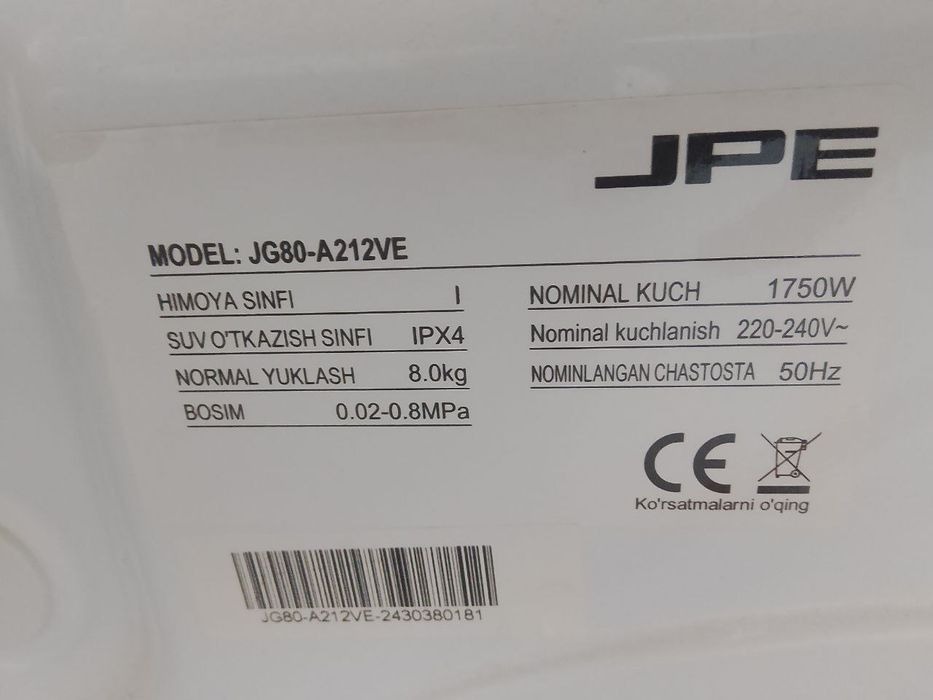 JPE
MODEL: JG80-A212VE
HIMOYA SINFI I
SUV O'TKAZISH SINFI IPX4
NORMAL YUKLASH 8.0kg
BOSIM 0.02-0.8MPa
NOMINAL KUCH 1750W
Nominal kuchlanish 220-240V~
NOMINLANGAN CHASTOSTA 50Hz
CE
Ko'rsatmalarni o'qing
JG80-A212VE-2430380181